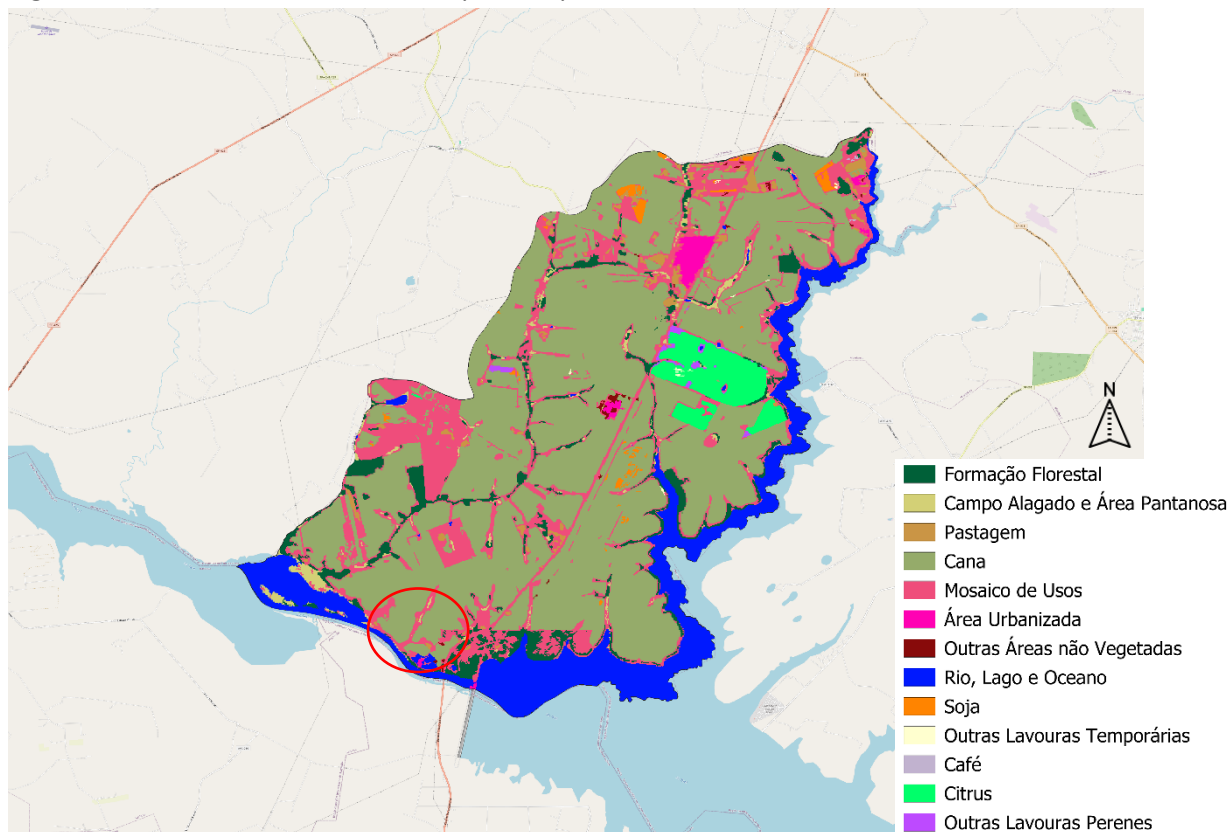 N
Formação Florestal
Campo Alagado e Área Pantanosa
Pastagem
Cana
Mosaico de Usos
Área Urbanizada
Outras Áreas não Vegetadas
Rio, Lago e Oceano
Soja
Outras Lavouras Temporárias
Café
Citrus
Outras Lavouras Perenes